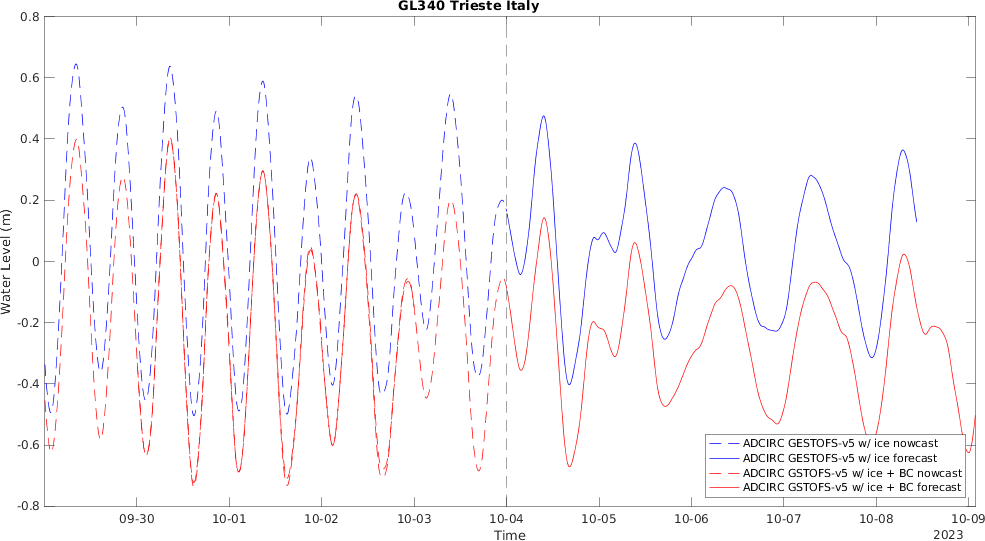 GL340 Trieste Italy
0.8
0.6
0.4
0.2
0
-0.2
-0.4
-0.6
-0.8
Water Level (m)
09-30 10-01 10-02 10-03 10-04 10-05 10-06 10-07 10-08 10-09
Time
2023
ADCIRC GESTOFS-v5 w/ ice nowcast
ADCIRC GESTOFS-v5 w/ ice forecast
ADCIRC GSTOFS-v5 w/ ice + BC nowcast
ADCIRC GSTOFS-v5 w/ ice + BC forecast